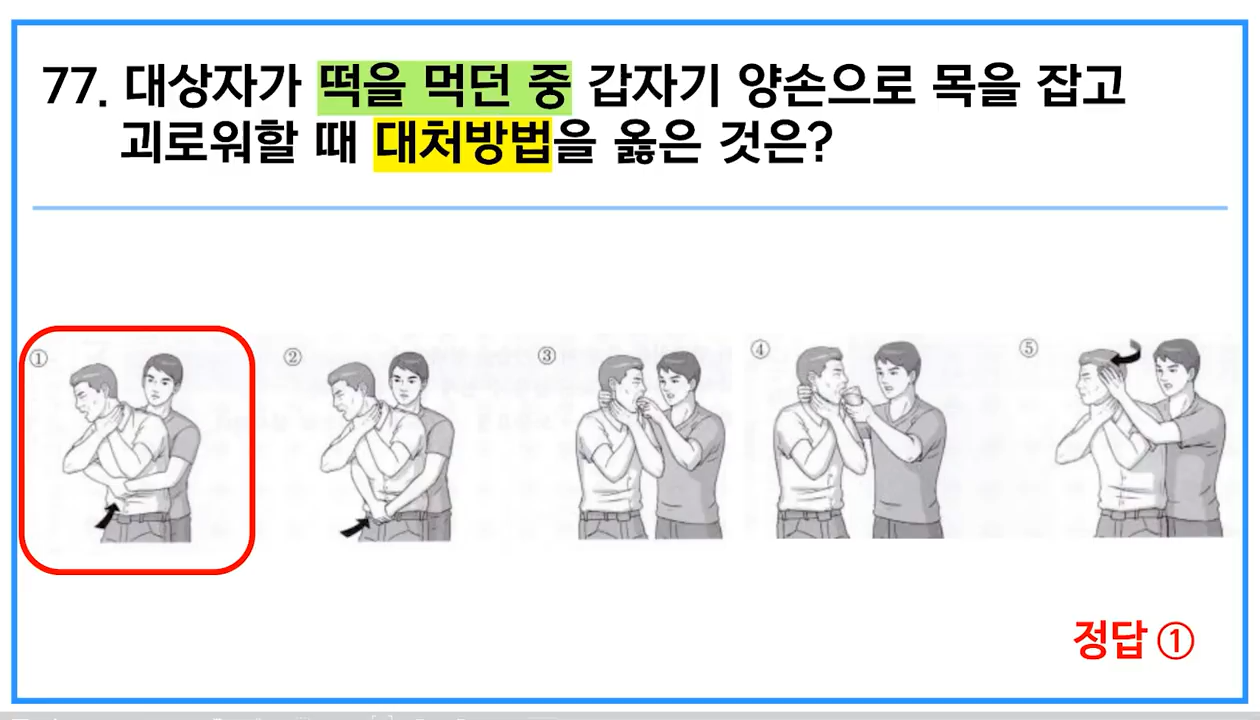 77. 대상자가 떡을 먹던 중 갑자기 양손으로 목을 잡고
괴로워할 때 대처방법을 옳은 것은?
① ② ③ ④ ⑤
정답 ①